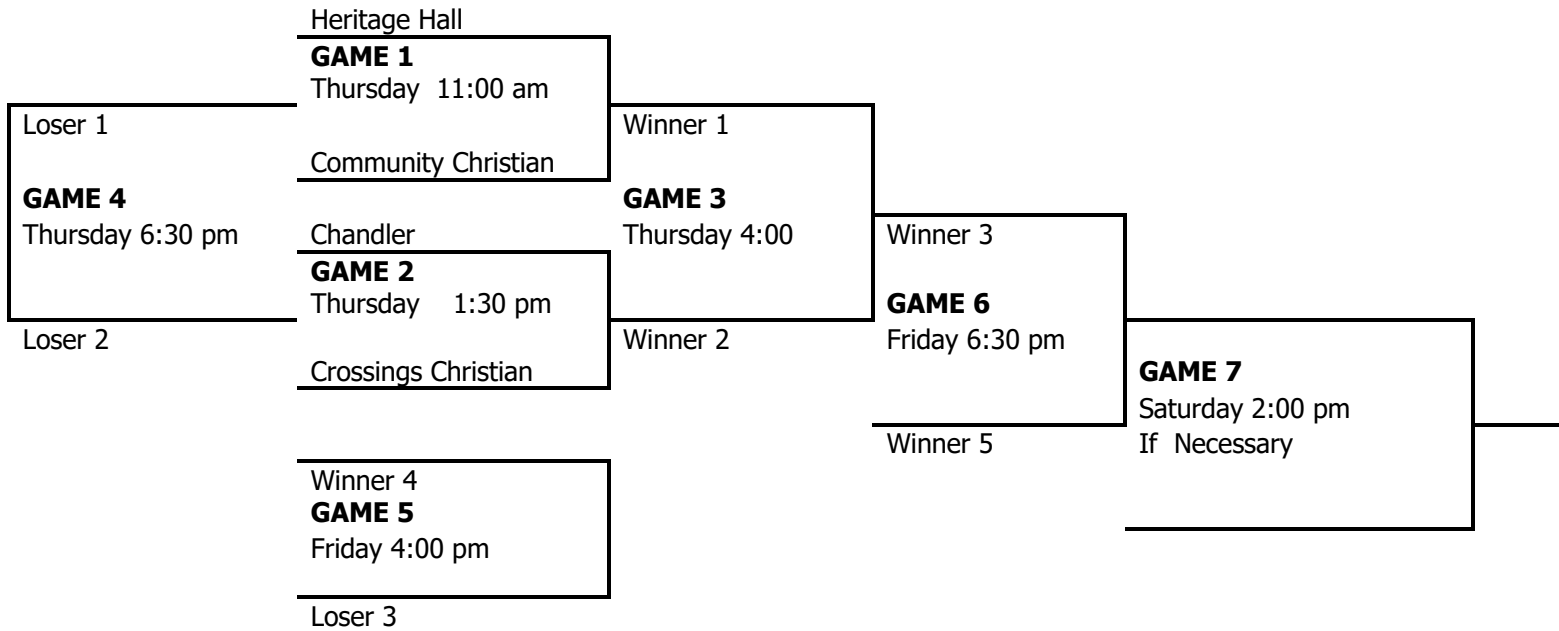 Heritage Hall
GAME 1
Thursday 11:00 am
Loser 1
Winner 1
Community Christian
GAME 4
GAME 3
Thursday 6:30 pm
Chandler
Thursday 4:00
Winner 3
GAME 2
Thursday 1:30 pm
GAME 6
Loser 2
Winner 2
Friday 6:30 pm
Crossings Christian
GAME 7
Saturday 2:00 pm
Winner 5
If Necessary
Winner 4
GAME 5
Friday 4:00 pm
Loser 3